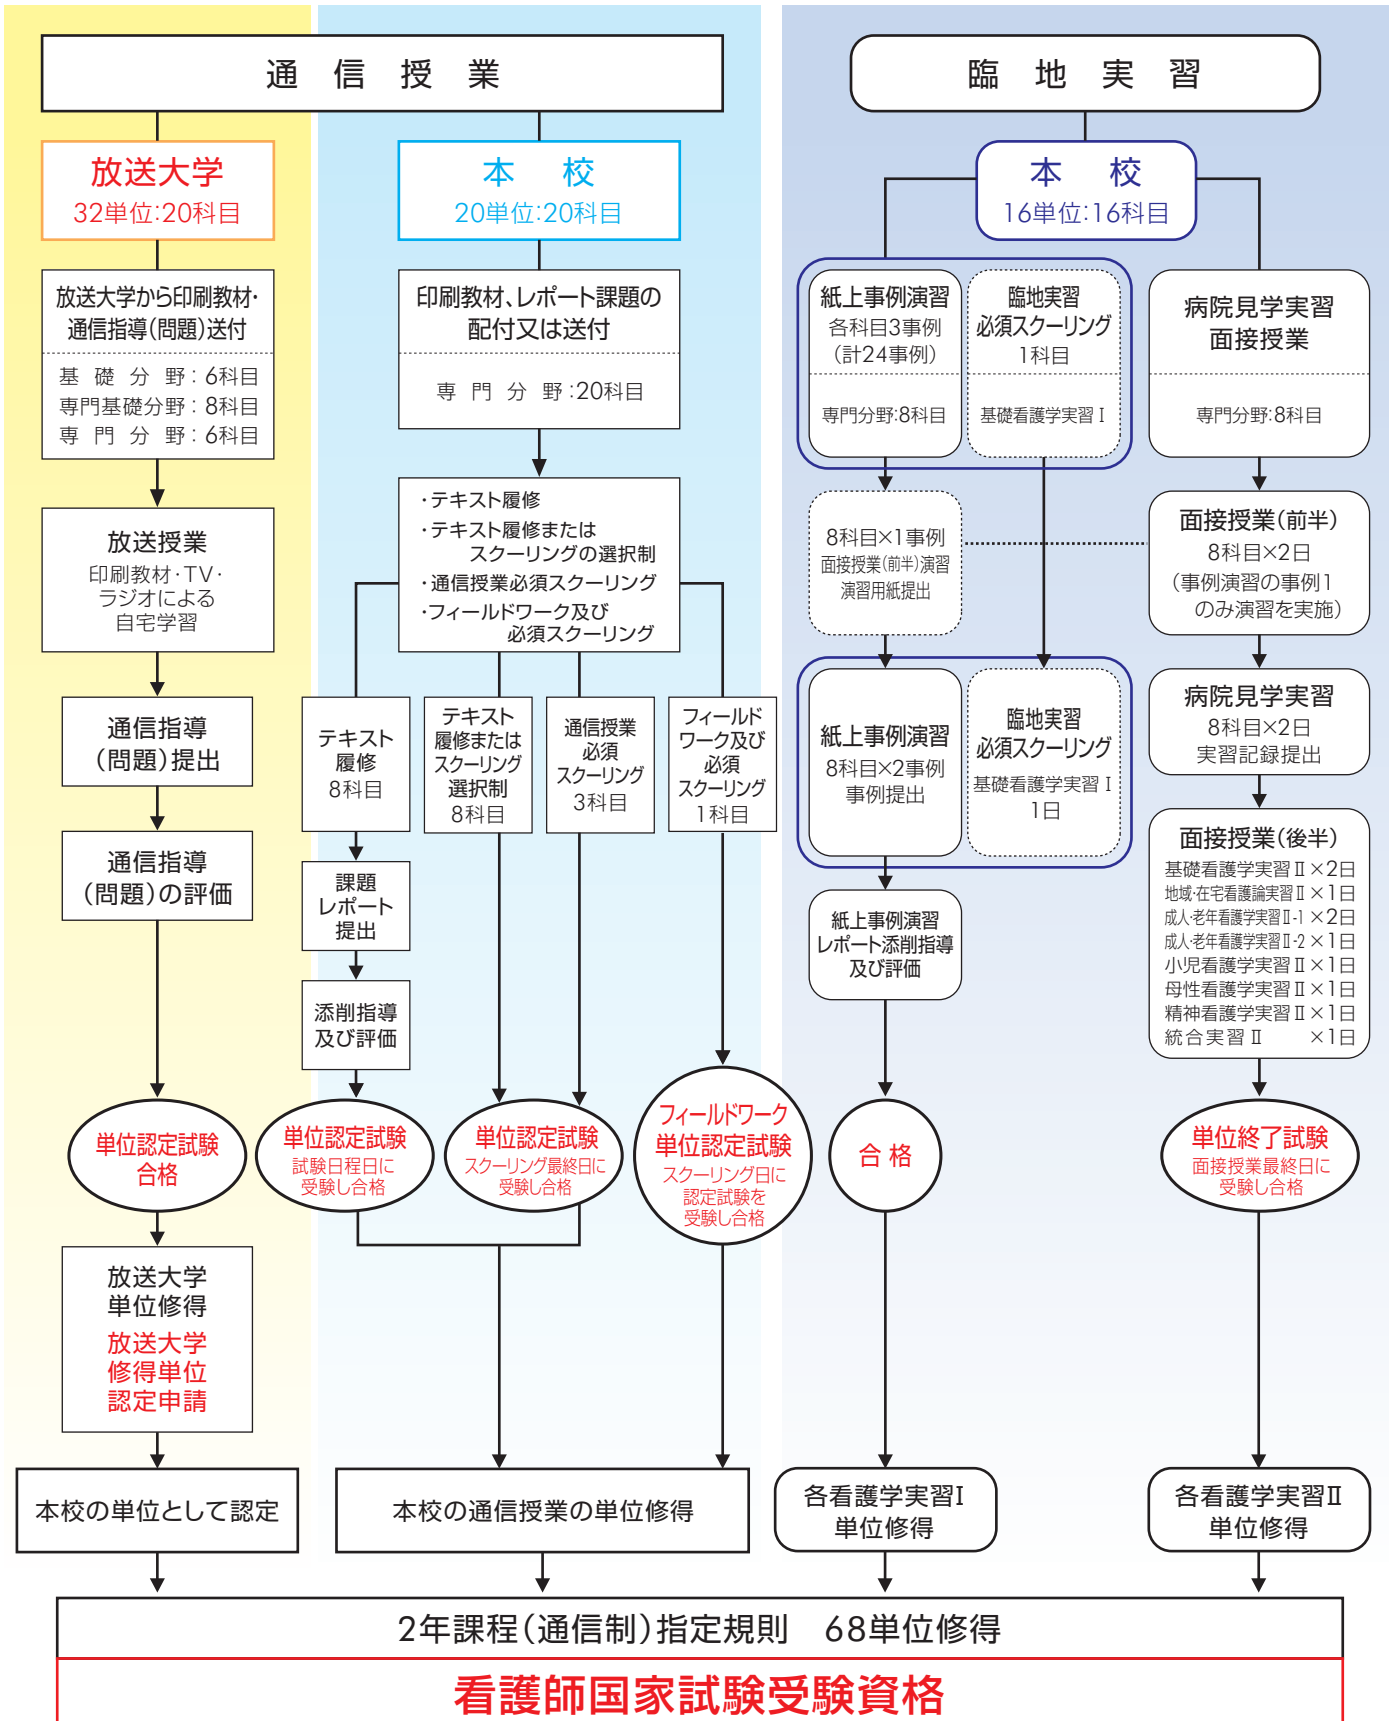 通信授業
放送大学
32単位:20科目
放送大学から印刷教材・
通信指導(問題)送付
基礎分野：6科目
専門基礎分野：8科目
専門分野：6科目
放送授業
印刷教材・TV・
ラジオによる
自宅学習
通信指導
(問題)提出
通信指導
(問題)の評価
単位認定試験
合格
放送大学
単位修得
放送大学
修得単位
認定申請
本校の単位として認定
本校
20単位:20科目
印刷教材、レポート課題の
配付又は送付
専門分野：20科目
・テキスト履修
・テキスト履修または
スクーリングの選択制
・通信授業必須スクーリング
・フィールドワーク及び
必須スクーリング
テキスト
履修
8科目
課題
レポート
提出
添削指導
及び評価
単位認定試験
試験日程日に
受験し合格
テキスト
履修または
スクーリング
選択制
8科目
通信授業
必須
スクーリング
3科目
単位認定試験
スクーリング最終日に
受験し合格
フィールド
ワーク及び
必須
スクーリング
1科目
フィールドワーク
単位認定試験
スクーリング日に
認定試験を
受験し合格
本校の通信授業の単位修得
臨地実習
本校
16単位:16科目
紙上事例演習
各科目3事例
(計24事例)
専門分野:8科目
臨地実習
必須スクーリング
1科目
基礎看護学実習Ⅰ
8科目×1事例
面接授業(前半)演習
演習用紙提出
紙上事例演習
8科目×2事例
事例提出
臨地実習
必須スクーリング
基礎看護学実習Ⅰ
1日
紙上事例演習
レポート添削指導
及び評価
合格
各看護学実習Ⅰ
単位修得
病院見学実習
面接授業
専門分野:8科目
面接授業(前半)
8科目×2日
(事例演習の事例1
のみ演習を実施)
病院見学実習
8科目×2日
実習記録提出
面接授業(後半)
基礎看護学実習Ⅱ×2日
地域・在宅看護論実習Ⅱ×1日
成人・老年看護学実習Ⅱ-1×2日
成人・老年看護学実習Ⅱ-2×1日
小児看護学実習Ⅱ×1日
母性看護学実習Ⅱ×1日
精神看護学実習Ⅱ×1日
統合実習Ⅱ ×1日
単位終了試験
面接授業最終日に
受験し合格
各看護学実習Ⅱ
単位修得
2年課程(通信制)指定規則 68単位修得
看護師国家試験受験資格